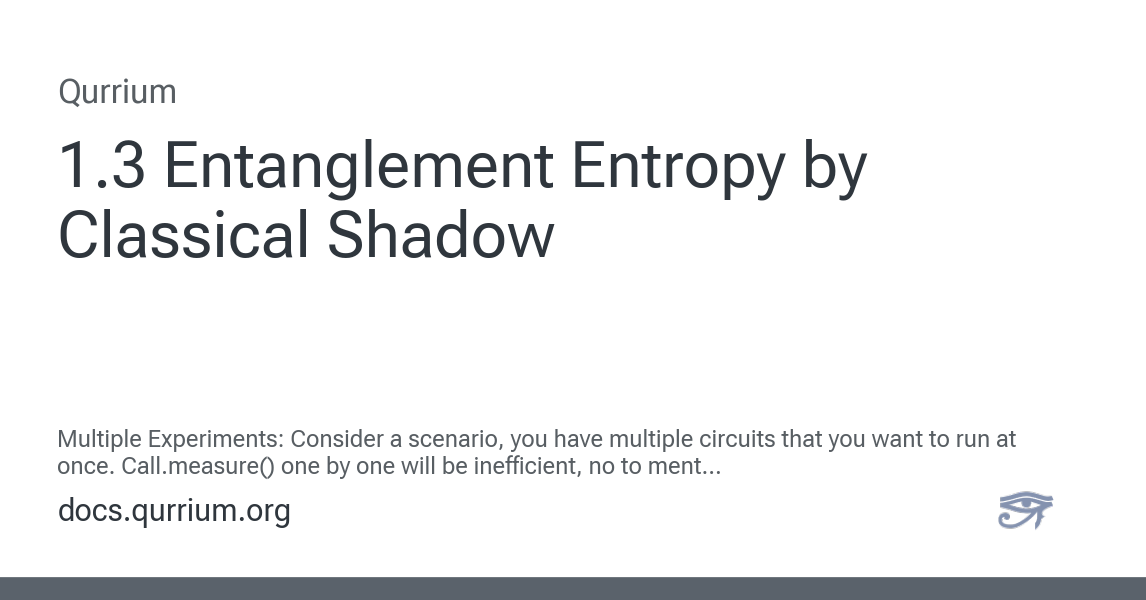 Qurrium
1.3 Entanglement Entropy by
Classical Shadow
Multiple Experiments: Consider a scenario, you have multiple circuits that you want to run at
once. Call.measure() one by one will be inefficient, no to ment...
docs.qurrium.org